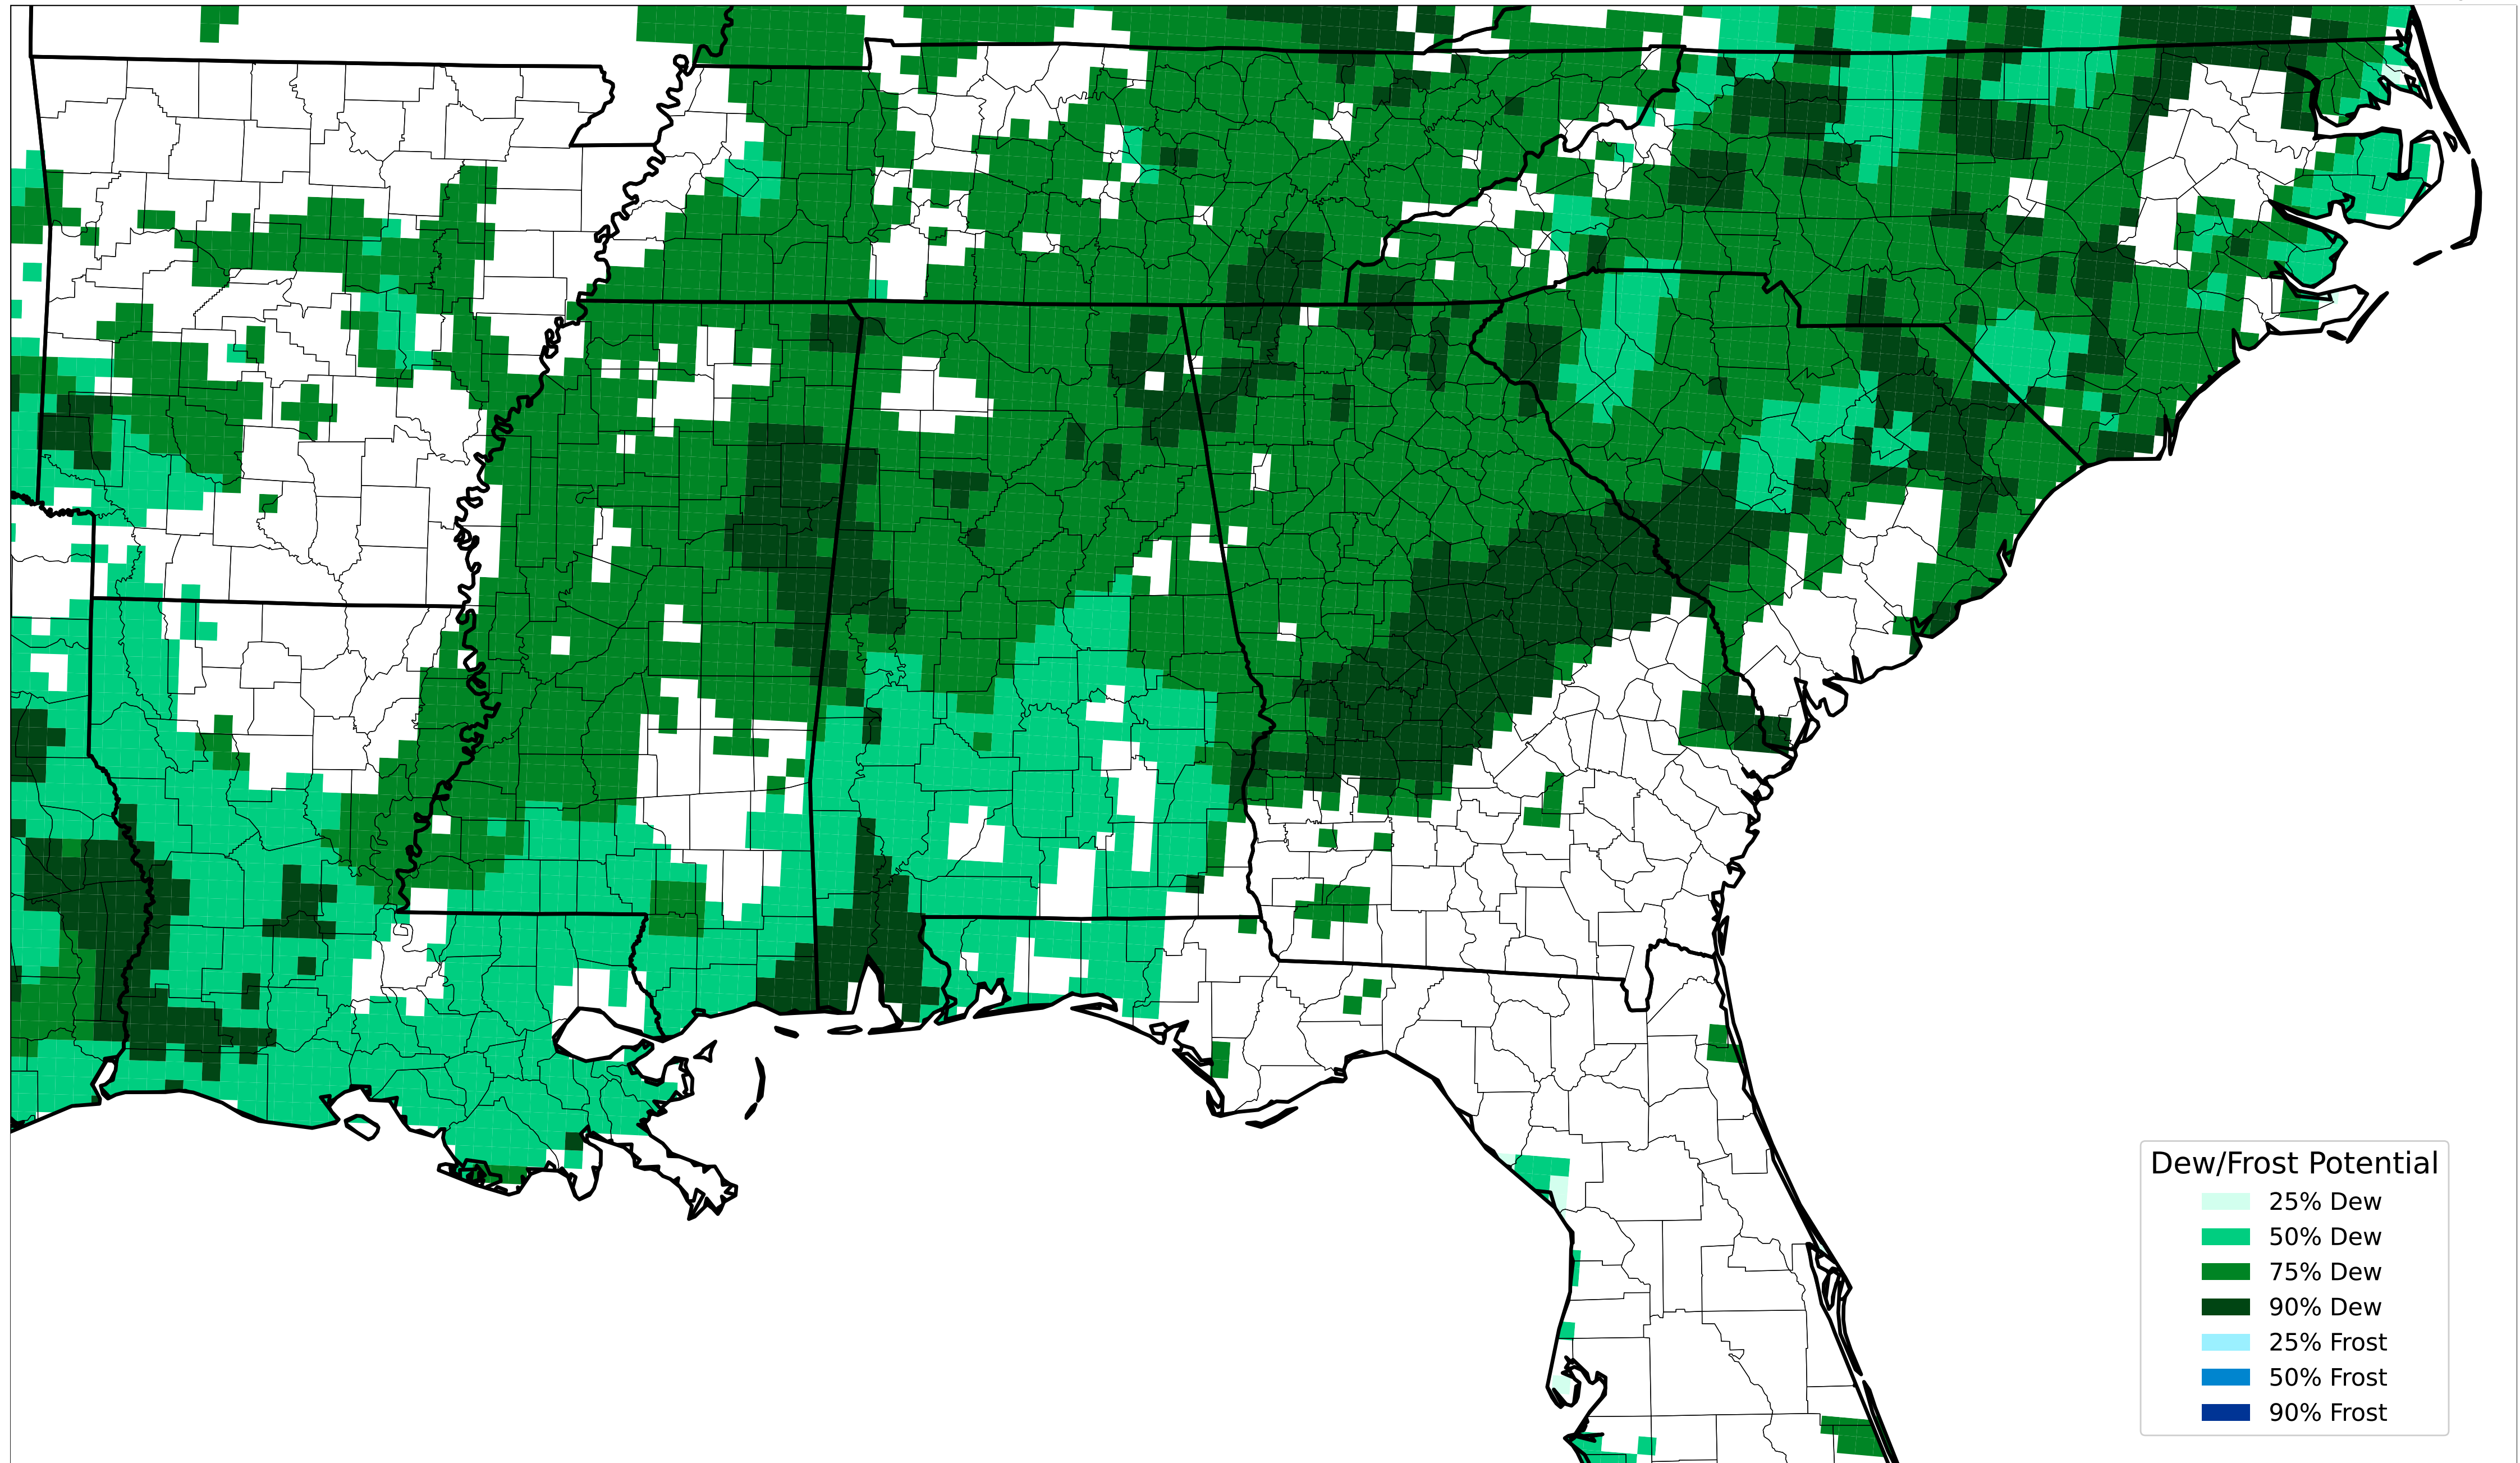 Dew/Frost Potential
25% Dew
50% Dew
75% Dew
90% Dew
25% Frost
50% Frost
90% Frost